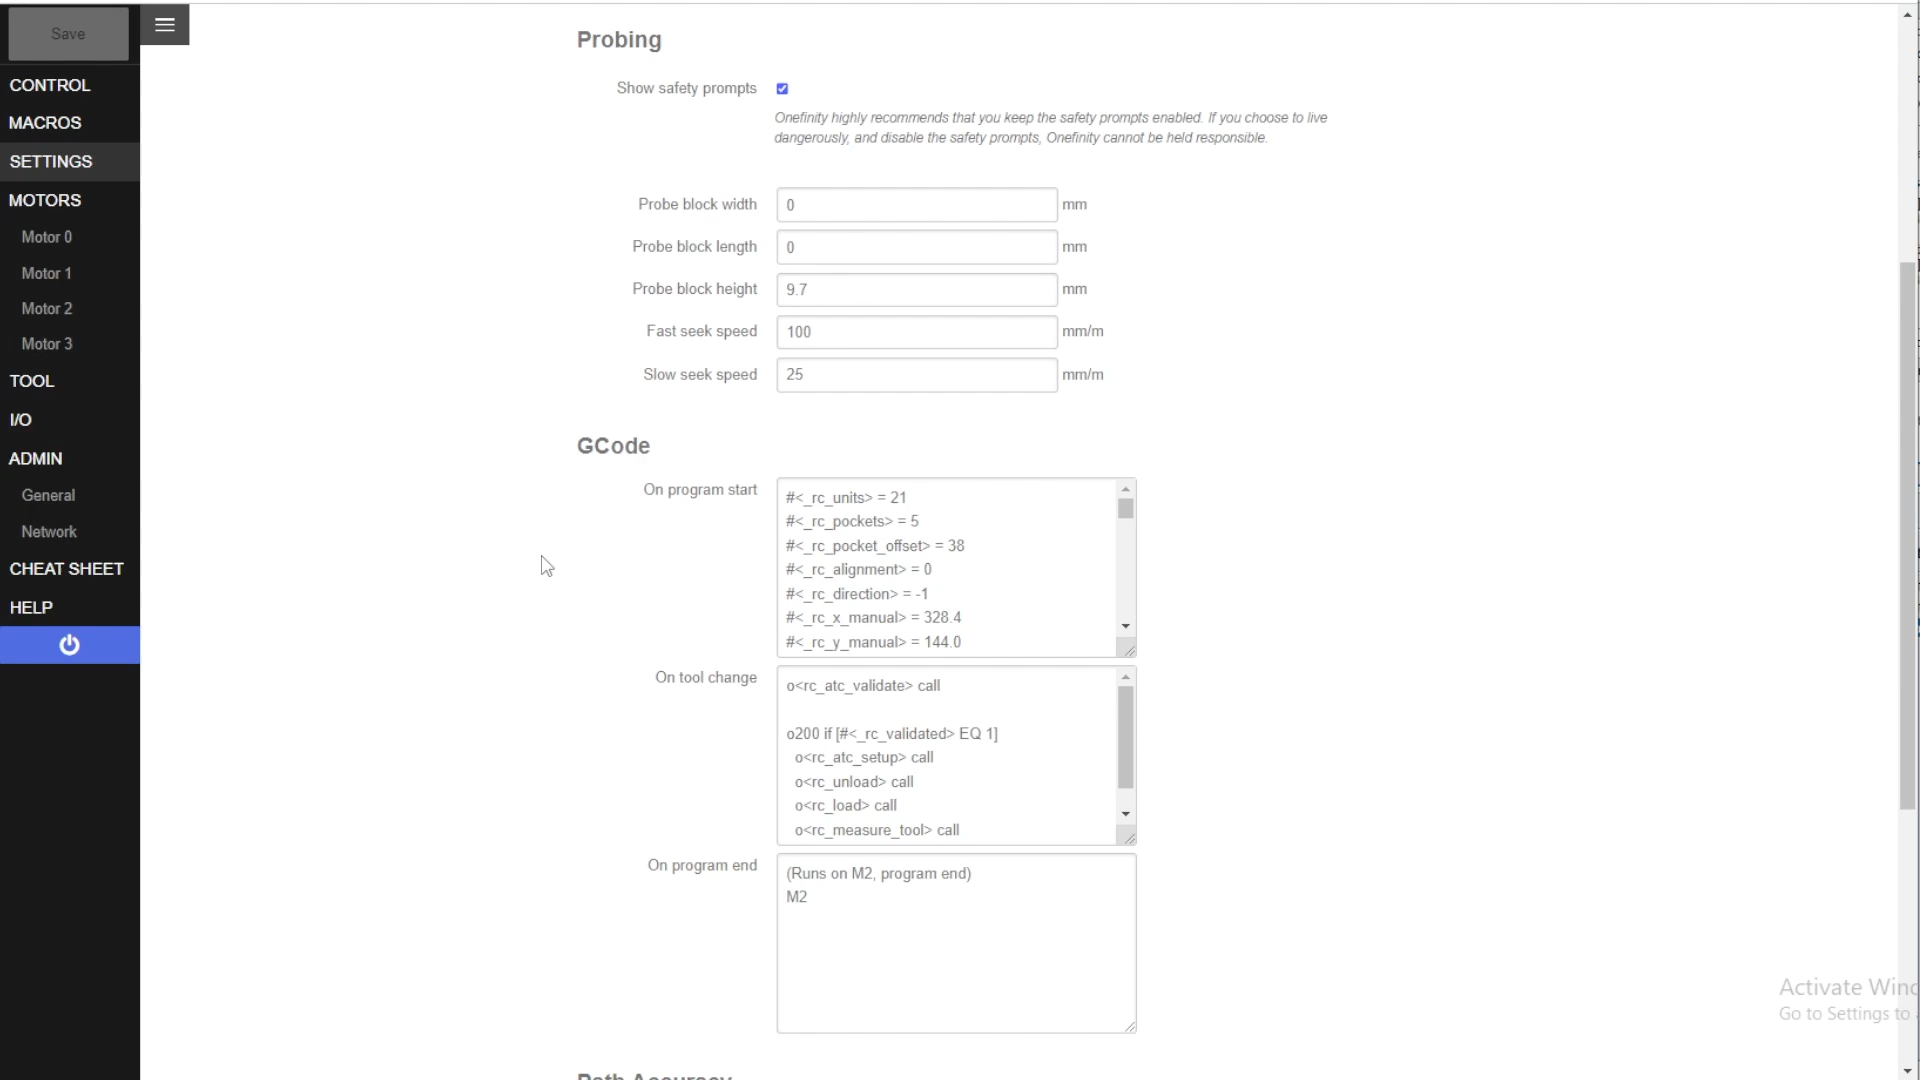 Save
CONTROL
MACROS
SETTINGS
MOTORS
Motor 0
Motor 1
Motor 2
Motor 3
TOOL
I/O
ADMIN
General
Network
CHEAT SHEET
HELP
Probing
Show safety prompts
Onefinity highly recommends that you keep the safety prompts enabled. If you choose to live
dangerously, and disable the safety prompts, Onefinity cannot be held responsible.
Probe block width 0 mm
Probe block length 0 mm
Probe block height 9.7 mm
Fast seek speed 100 mm/m
Slow seek speed 25 mm/m
GCode
On program start
#<_rc_units> = 21
#<_rc_pockets> = 5
#<_rc_pocket_offset> = 38
#<_rc_alignment> = 0
#<_rc_direction> = -1
#<_rc_x_manual> = 328.4
#<_rc_y_manual> = 144.0
On tool change
o<rc_atc_validate> call
o200 if [#<_rc_validated> EQ 1]
o<rc_atc_setup> call
o<rc_unload> call
o<rc_load> call
o<rc_measure_tool> call
On program end
(Runs on M2, program end)
M2
Path Accuracy
Activate Wind
Go to Settings to